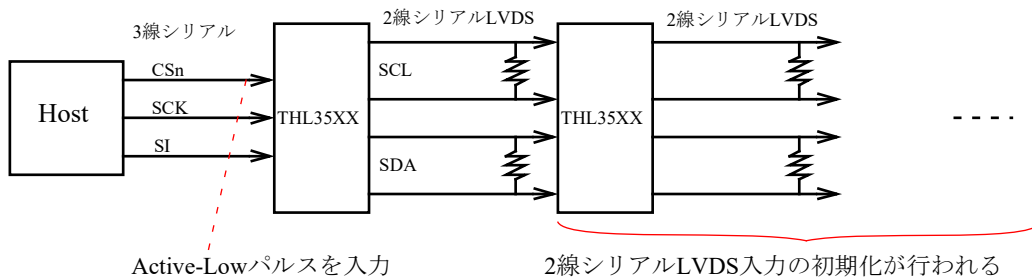 2線シリアルLVDS
2線シリアルLVDS
3線シリアル
CSn
SCL
Host
SCK
THL35XX
THL35XX
SI
SDA
Active-Lowパルスを入力
2線シリアルLVDS入力の初期化が行われる